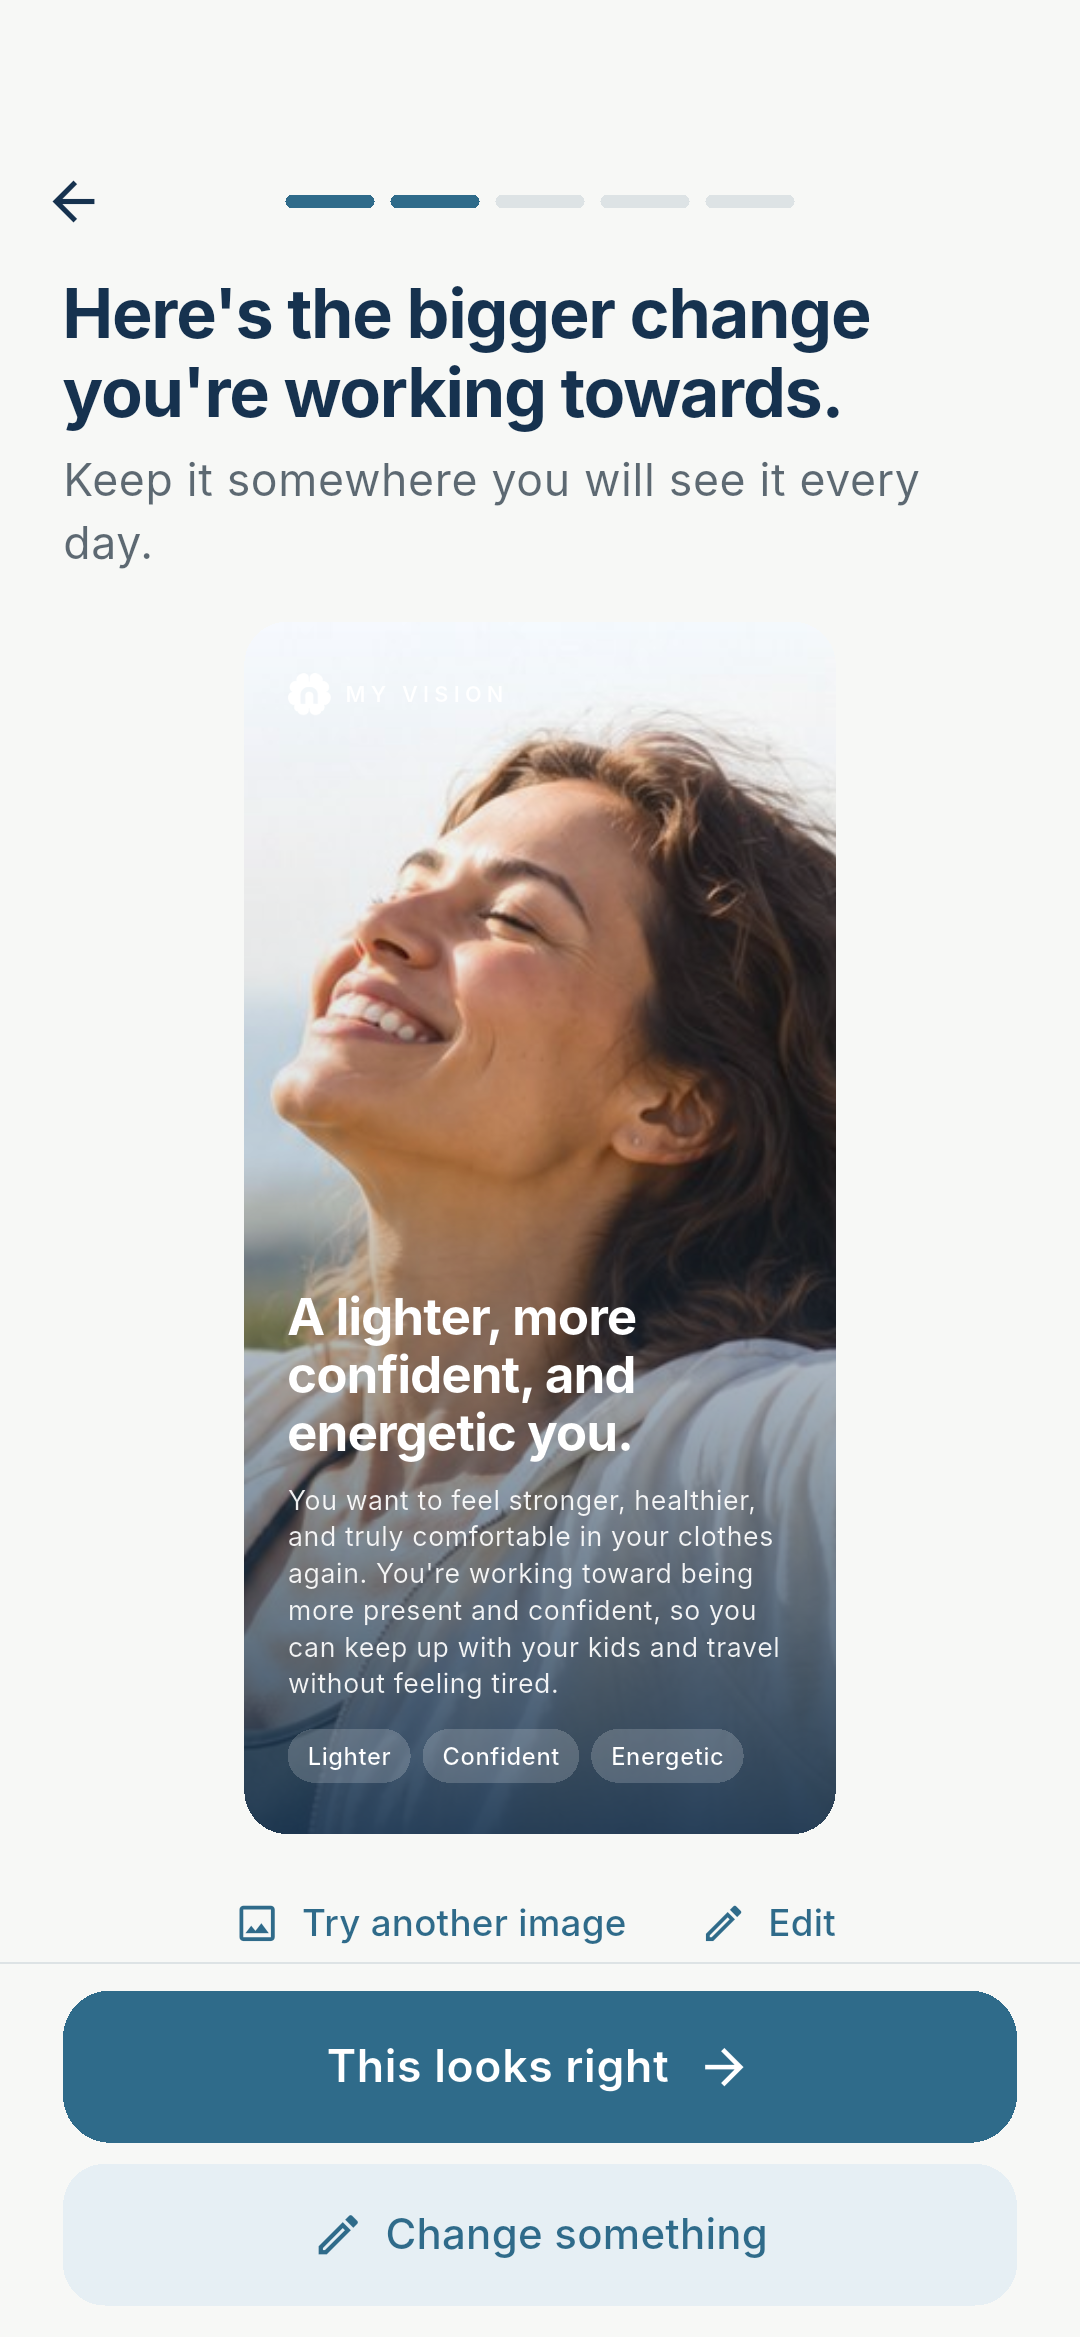 Here's the bigger change
you're working towards.
Keep it somewhere you will see it every
day.
MY VISION
A lighter, more
confident, and
energetic you.
You want to feel stronger, healthier,
and truly comfortable in your clothes
again. You're working toward being
more present and confident, so you
can keep up with your kids and travel
without feeling tired.
Lighter Confident Energetic
Try another image Edit
This looks right
Change something